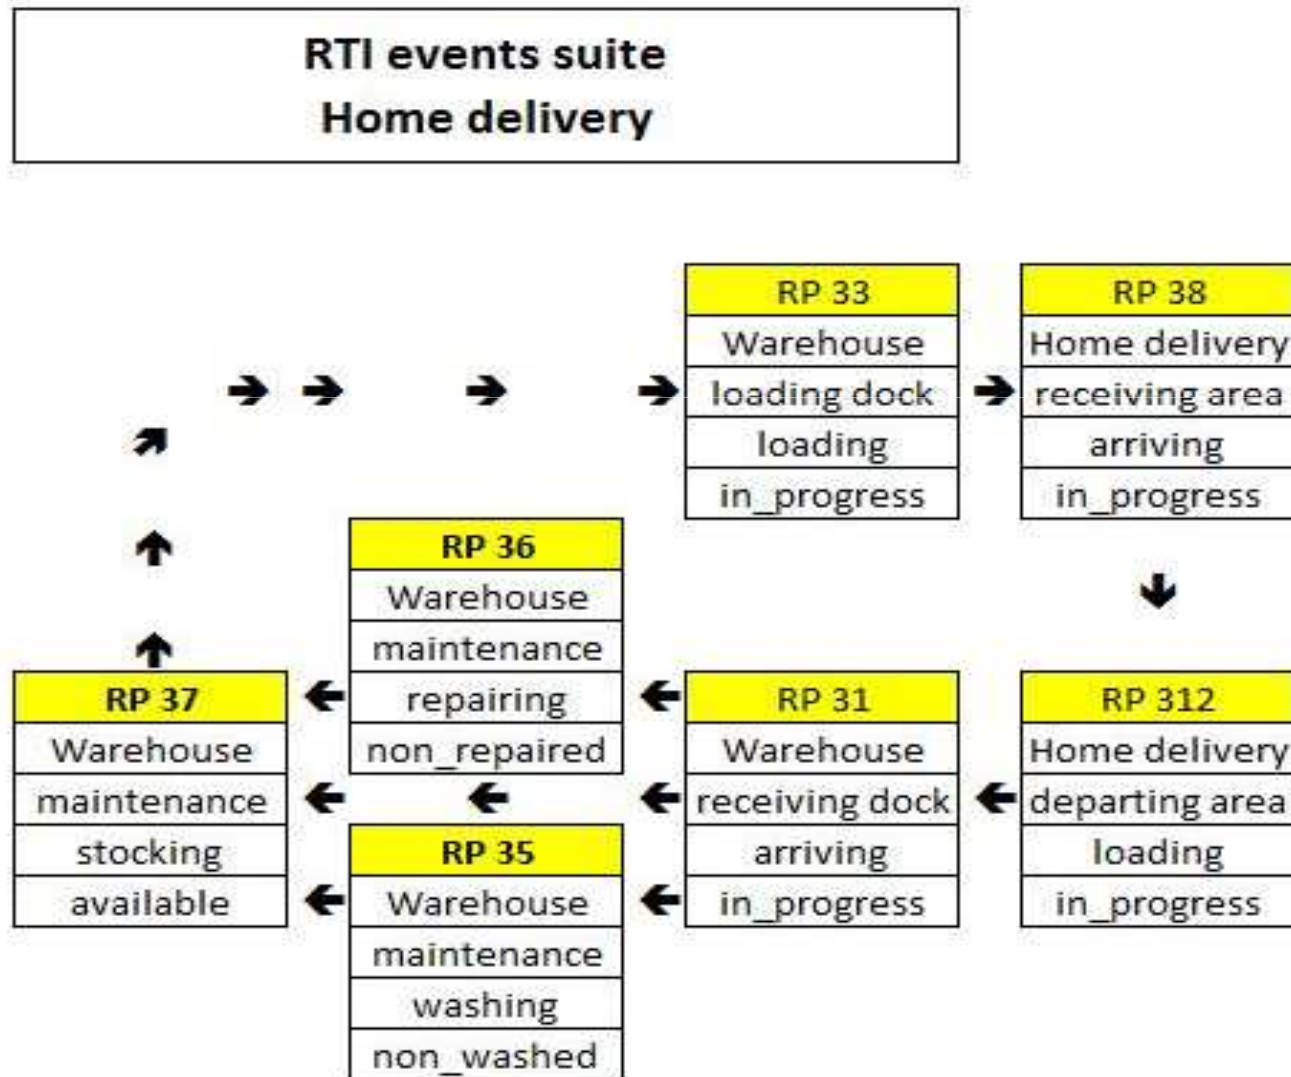 RTI events suite
Home delivery
RP 33
Warehouse
loading dock
loading
in_progress
RP 38
Home delivery
receiving area
arriving
in_progress
RP 36
Warehouse
maintenance
repairing
non_repaired
RP 37
Warehouse
maintenance
stocking
available
RP 31
Warehouse
receiving dock
arriving
in_progress
RP 312
Home delivery
departing area
loading
in_progress
RP 35
Warehouse
maintenance
washing
non_washed